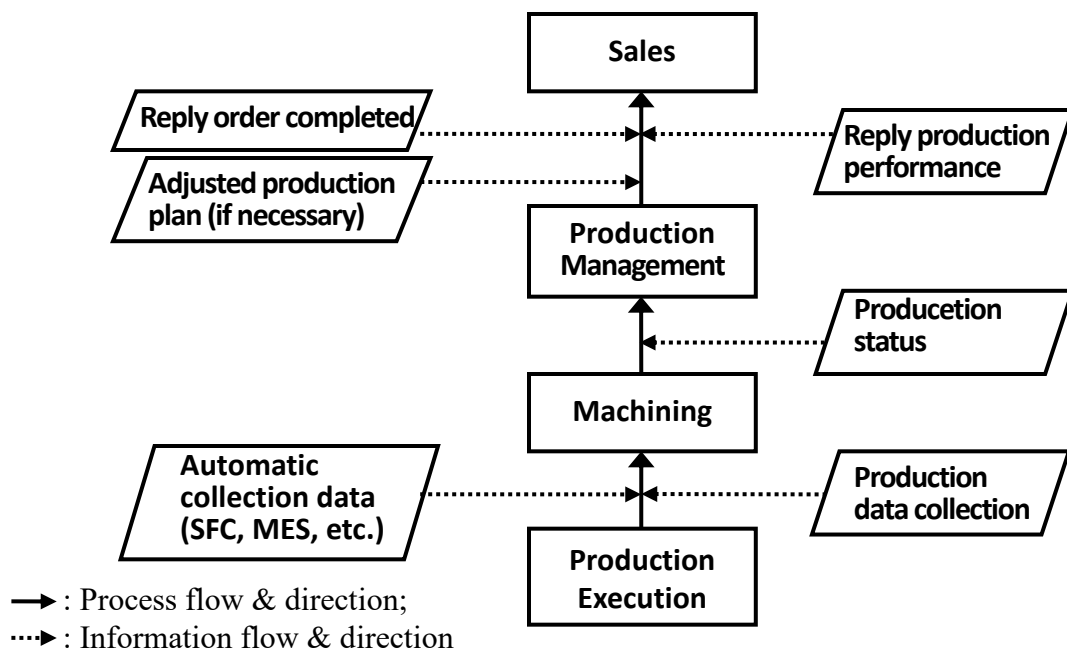 Sales
Reply order completed
Reply production
performance
Adjusted production
plan (if necessary)
Production
Management
Producetion
status
Machining
Automatic
collection data
(SFC, MES, etc.)
Production
data collection
Production
Execution
: Process flow & direction;
: Information flow & direction